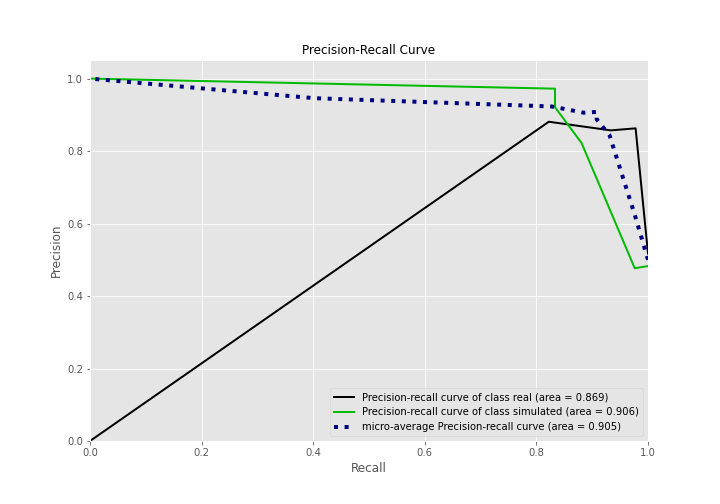 Precision-Recall Curve
1.0
0.8
0.6
0.4
0.2
0.0
Precision
Precision-recall curve of class real (area = 0.869)
Precision-recall curve of class simulated (area = 0.906)
micro-average Precision-recall curve (area = 0.905)
0.0 0.2 0.4 0.6 0.8 1.0
Recall